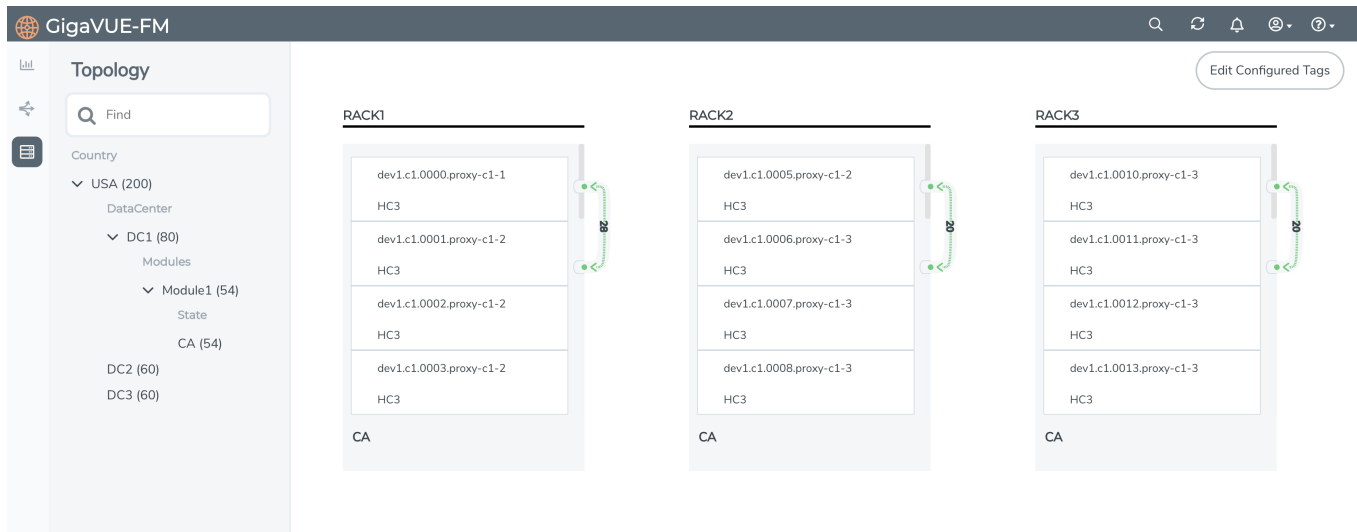 GigaVUE-FM
Topology
Edit Configured Tags
Find
Country
USA (200)
DataCenter
DC1 (80)
Modules
Module1 (54)
State
CA (54)
DC2 (60)
DC3 (60)
RACK1
dev1.c1.0000.proxy-c1-1
HC3
dev1.c1.0001.proxy-c1-2
HC3
dev1.c1.0002.proxy-c1-2
HC3
dev1.c1.0003.proxy-c1-2
HC3
CA
28
RACK2
dev1.c1.0005.proxy-c1-2
HC3
dev1.c1.0006.proxy-c1-3
HC3
dev1.c1.0007.proxy-c1-3
HC3
dev1.c1.0008.proxy-c1-3
HC3
CA
20
RACK3
dev1.c1.0010.proxy-c1-3
HC3
dev1.c1.0011.proxy-c1-3
HC3
dev1.c1.0012.proxy-c1-3
HC3
dev1.c1.0013.proxy-c1-3
HC3
CA
20